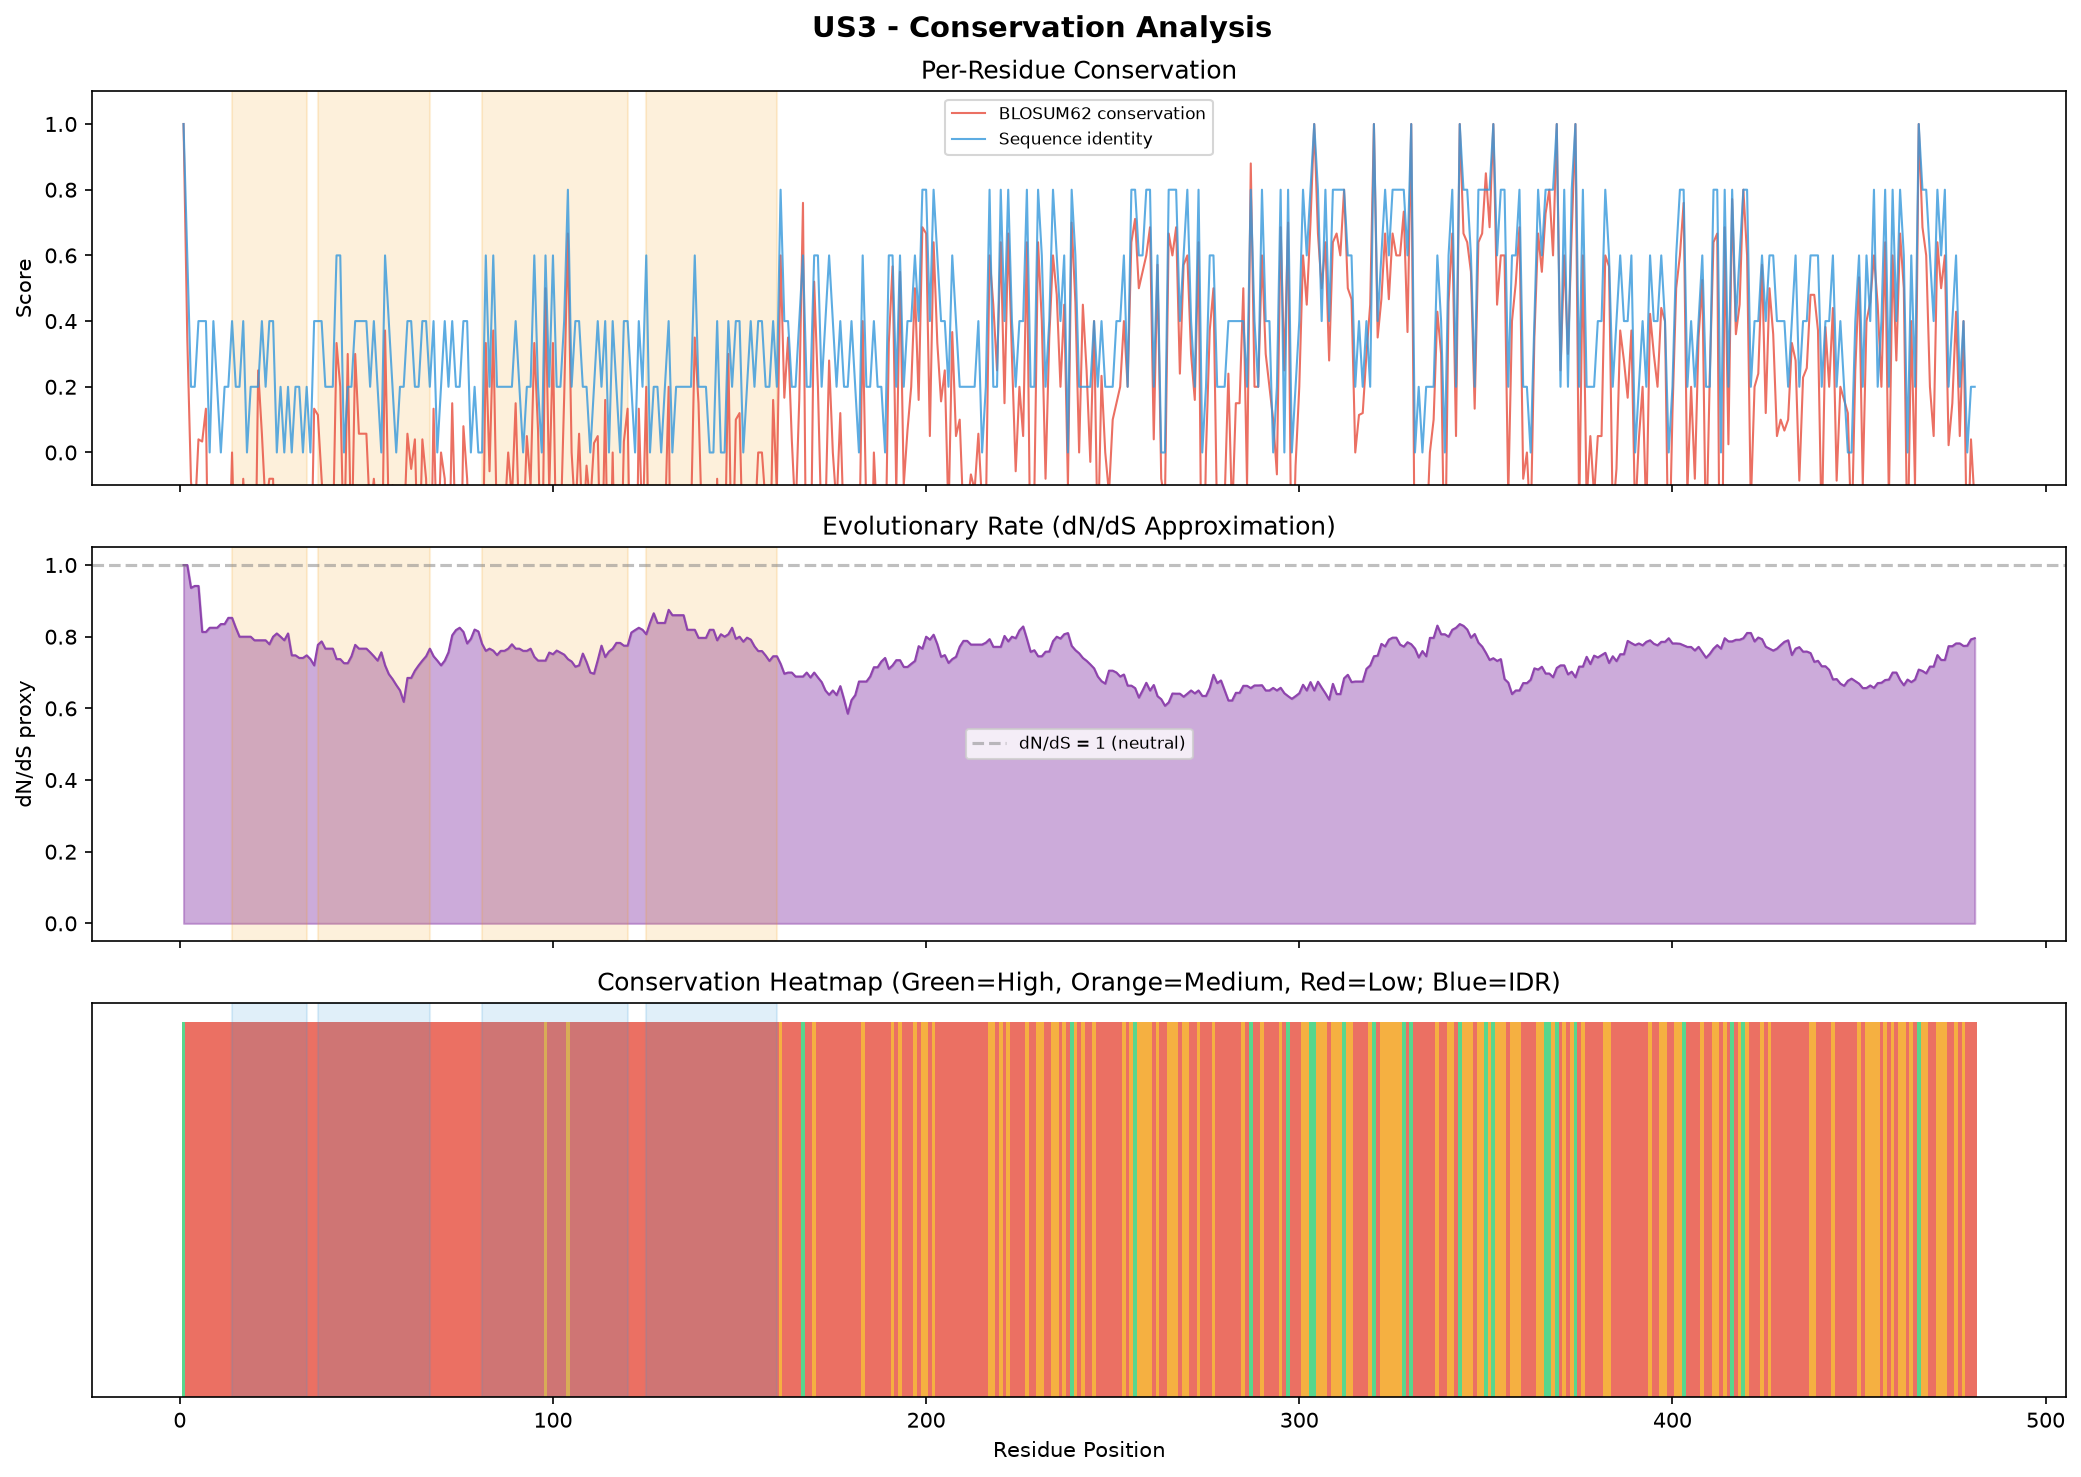 US3 - Conservation Analysis
Per-Residue Conservation
BLOSUM62 conservation
Sequence identity
Score
1.0
0.8
0.6
0.4
0.2
0.0
Evolutionary Rate (dN/dS Approximation)
dN/dS proxy
1.0
0.8
0.6
0.4
0.2
0.0
dN/dS = 1 (neutral)
Conservation Heatmap (Green=High, Orange=Medium, Red=Low; Blue=IDR)
0
100
200
300
400
500
Residue Position